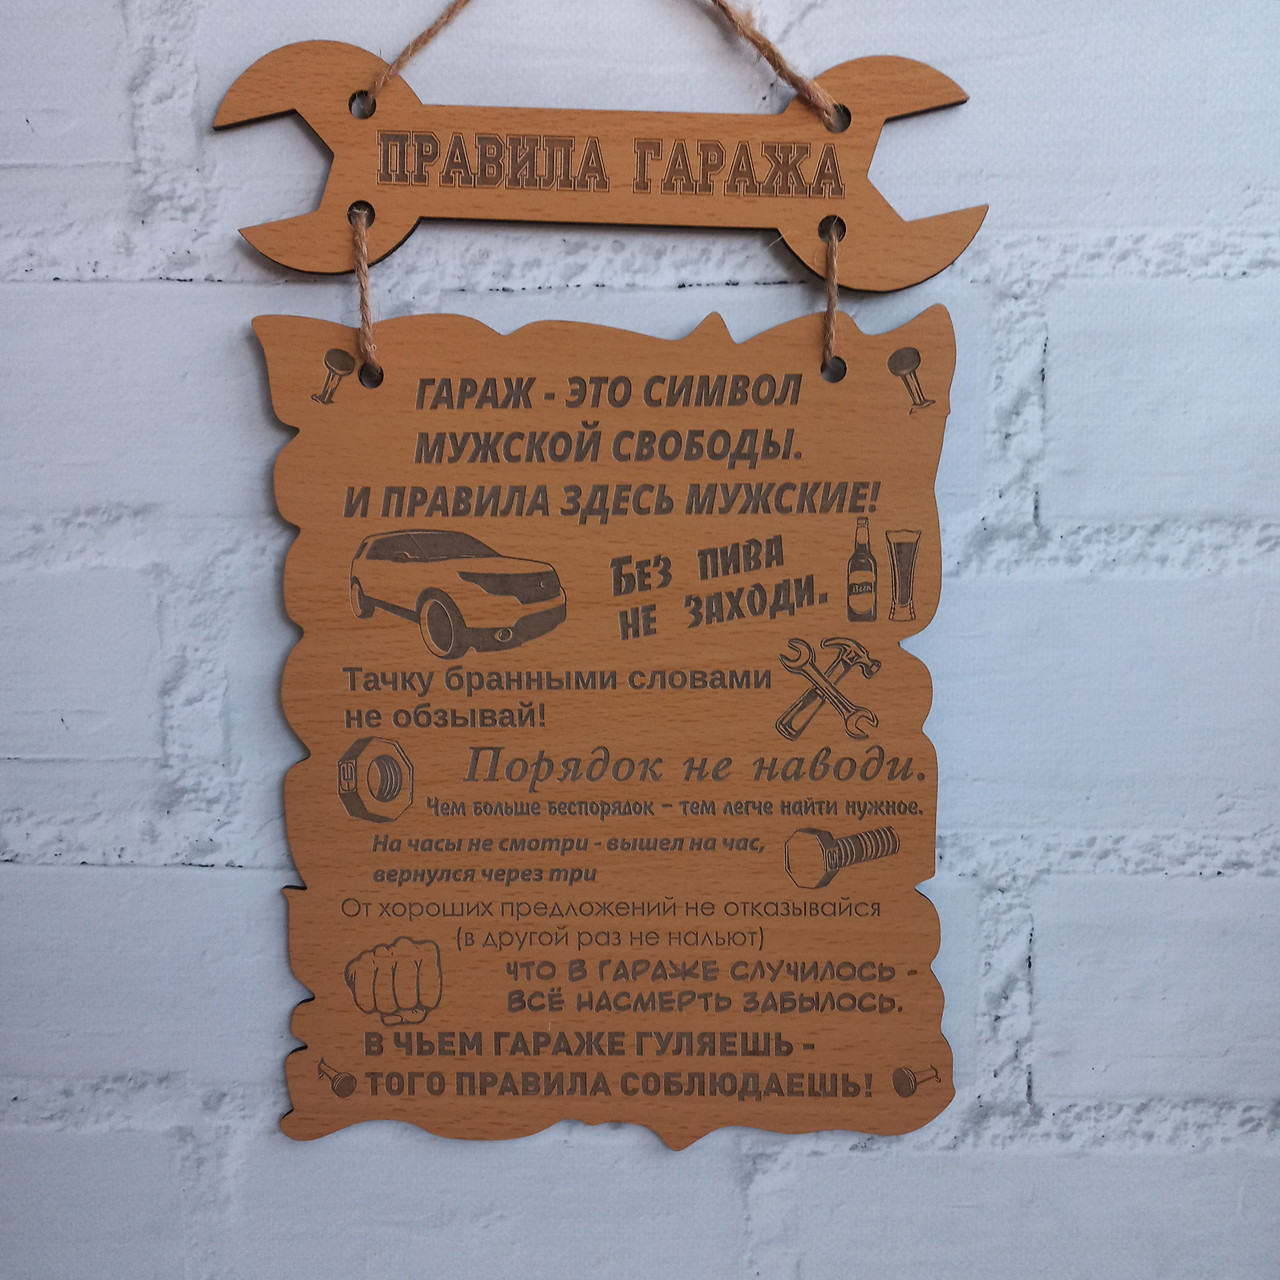 ПРАВИЛА ГАРАЖА
ГАРАЖ - ЭТО СИМВОЛ
МУЖСКОЙ СВОБОДЫ.
И ПРАВИЛА ЗДЕСЬ МУЖСКИЕ!
БЕЗ ПИВА
НЕ ЗАХОДИ.
Beer
Тачку бранными словами
не обзывай!
Порядок не наводи.
Чем больше беспорядок - тем легче найти нужное.
На часы не смотри - вышел на час,
вернулся через три
От хороших предложений не отказывайся
(в другой раз не нальют)
ЧТО В ГАРАЖЕ СЛУЧИЛОСЬ -
ВСЁ НАСМЕРТЬ ЗАБЫЛОСЬ.
В ЧЬЕМ ГАРАЖЕ ГУЛЯЕШЬ -
ТОГО ПРАВИЛА СОБЛЮДАЕШЬ!